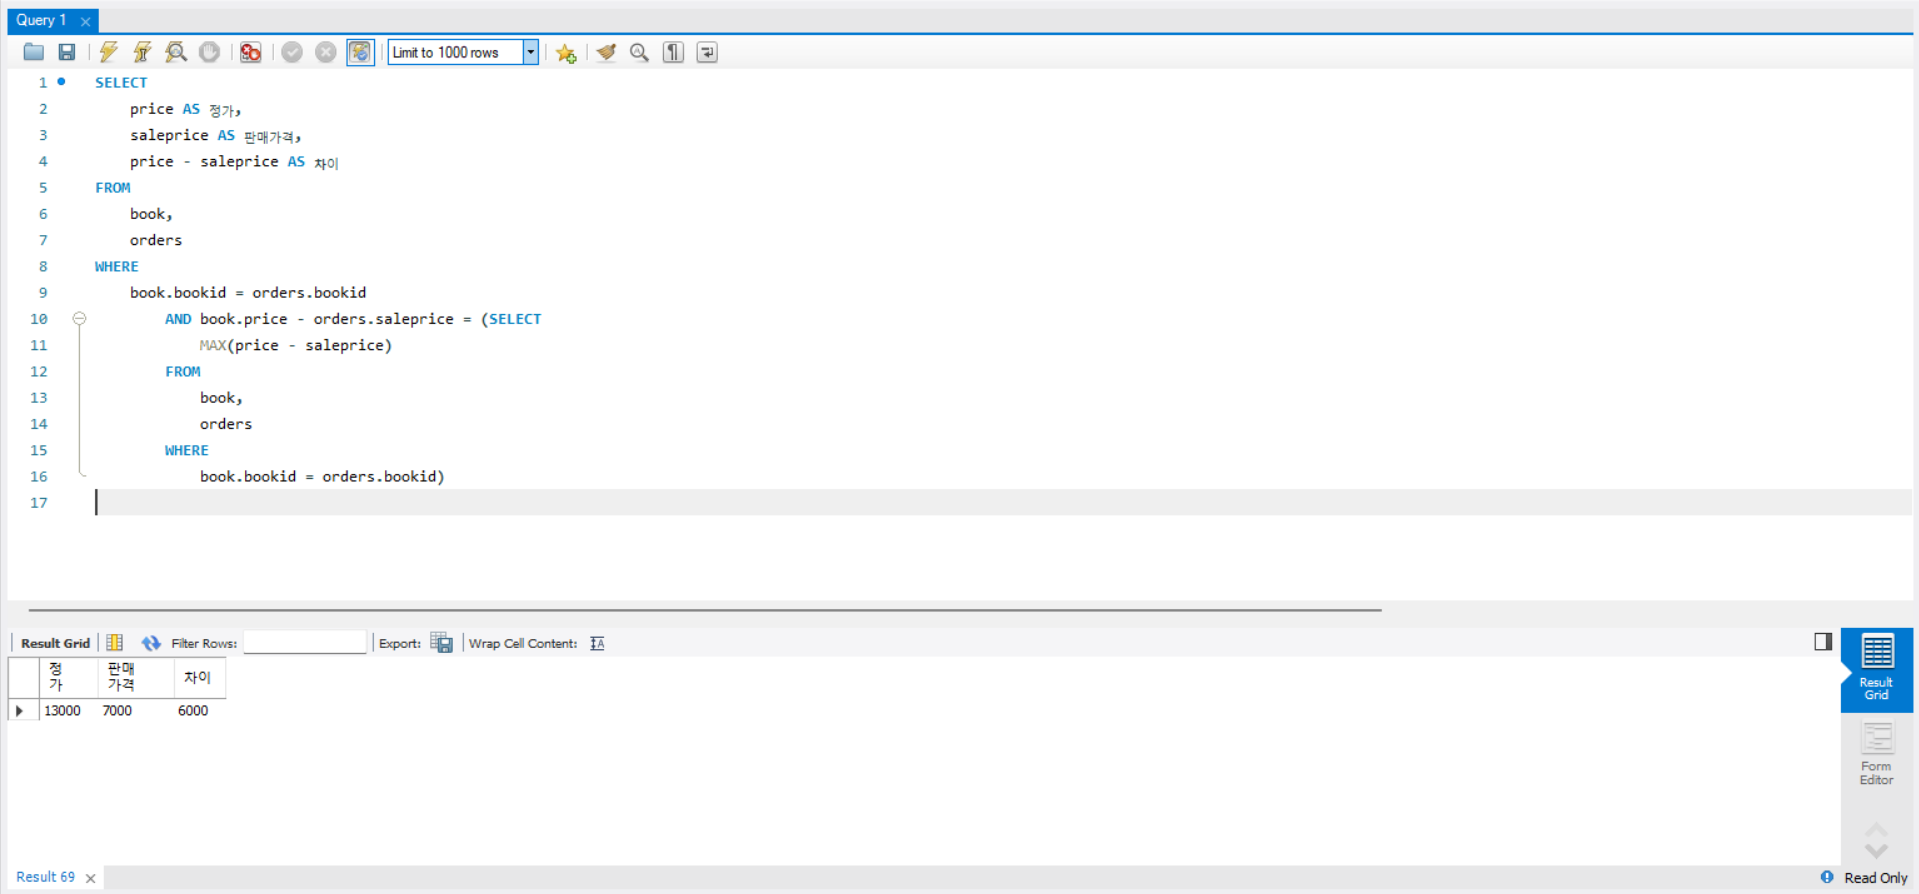 Query 1
Limit to 1000 rows
1 SELECT
2 price AS 정가,
3 saleprice AS 판매가격,
4 price - saleprice AS 차이
5 FROM
6 book,
7 orders
8 WHERE
9 book.bookid = orders.bookid
10 AND book.price - orders.saleprice = (SELECT
11 MAX(price - saleprice)
12 FROM
13 book,
14 orders
15 WHERE
16 book.bookid = orders.bookid)
17
Result Grid Filter Rows: Export: Wrap Cell Content:
정가 판매가격 차이
13000 7000 6000
Result
Grid
Form
Editor
Result 69
Read Only